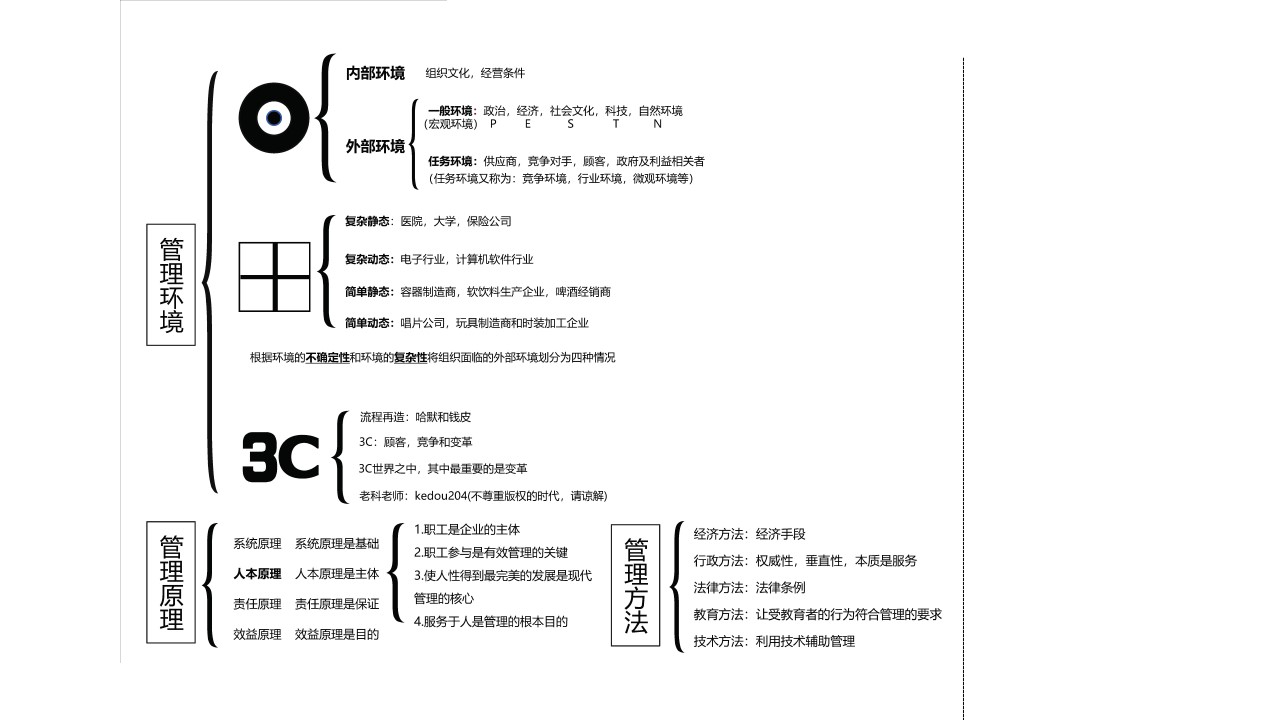 管理环境
内部环境 组织文化，经营条件
外部环境
一般环境：政治，经济，社会文化，科技，自然环境
（宏观环境） P E S T N
任务环境：供应商，竞争对手，顾客，政府及利益相关者
（任务环境又称为：竞争环境，行业环境，微观环境等）
复杂静态：医院，大学，保险公司
复杂动态：电子行业，计算机软件行业
简单静态：容器制造商，软饮料生产企业，啤酒经销商
简单动态：唱片公司，玩具制造商和时装加工企业
根据环境的不确定性和环境的复杂性将组织面临的外部环境划分为四种情况
3C
流程再造：哈默和钱皮
3C：顾客，竞争和变革
3C世界之中，其中最重要的是变革
老科老师：kedou204(不尊重版权的时代，请谅解)
管理原理
系统原理 系统原理是基础
人本原理 人本原理是主体
责任原理 责任原理是保证
效益原理 效益原理是目的
1.职工是企业的主体
2.职工参与是有效管理的关键
3.使人性得到最完美的发展是现代
管理的核心
4.服务于人是管理的根本目的
管理方法
经济方法：经济手段
行政方法：权威性，垂直性，本质是服务
法律方法：法律条例
教育方法：让受教育者的行为符合管理的要求
技术方法：利用技术辅助管理